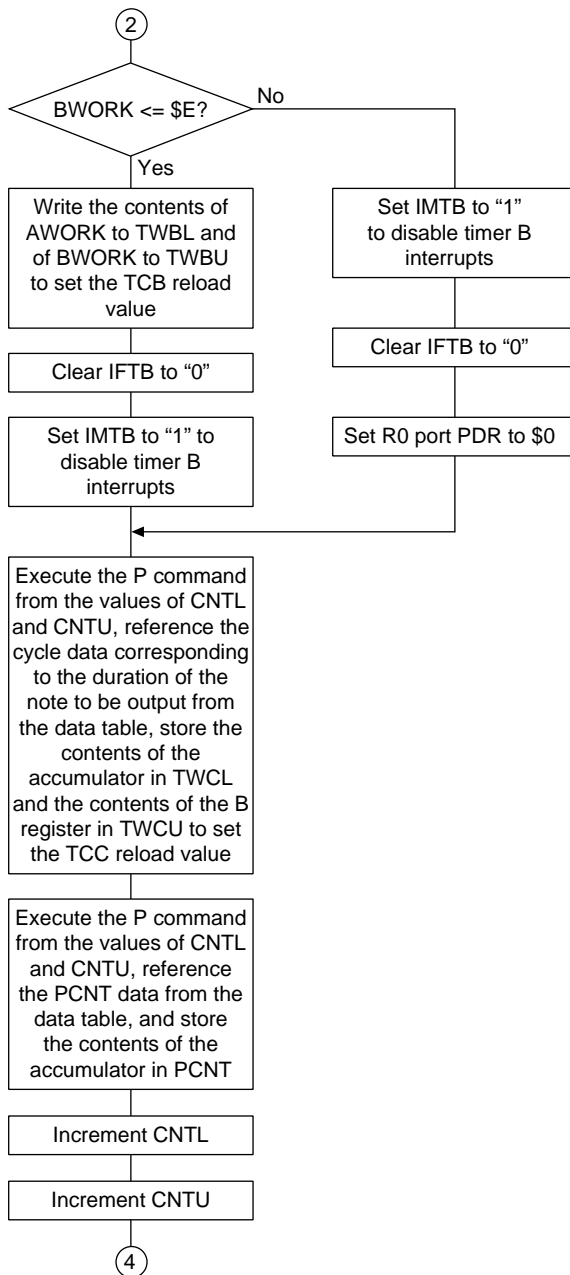 2
BWORK <= $E?
No
Yes
Write the contents of
AWORK to TWBL and
of BWORK to TWBU
to set the TCB reload
value
Clear IFTB to “0”
Set IMTB to “1” to
disable timer B
interrupts
Set IMTB to “1”
to disable timer B
interrupts
Clear IFTB to “0”
Set R0 port PDR to $0
Execute the P command
from the values of CNTL
and CNTU, reference the
cycle data corresponding
to the duration of the
note to be output from
the data table, store the
contents of the
accumulator in TWCL
and the contents of the B
register in TWCU to set
the TCC reload value
Execute the P command
from the values of CNTL
and CNTU, reference
the PCNT data from the
data table, and store
the contents of the
accumulator in PCNT
Increment CNTL
Increment CNTU
4